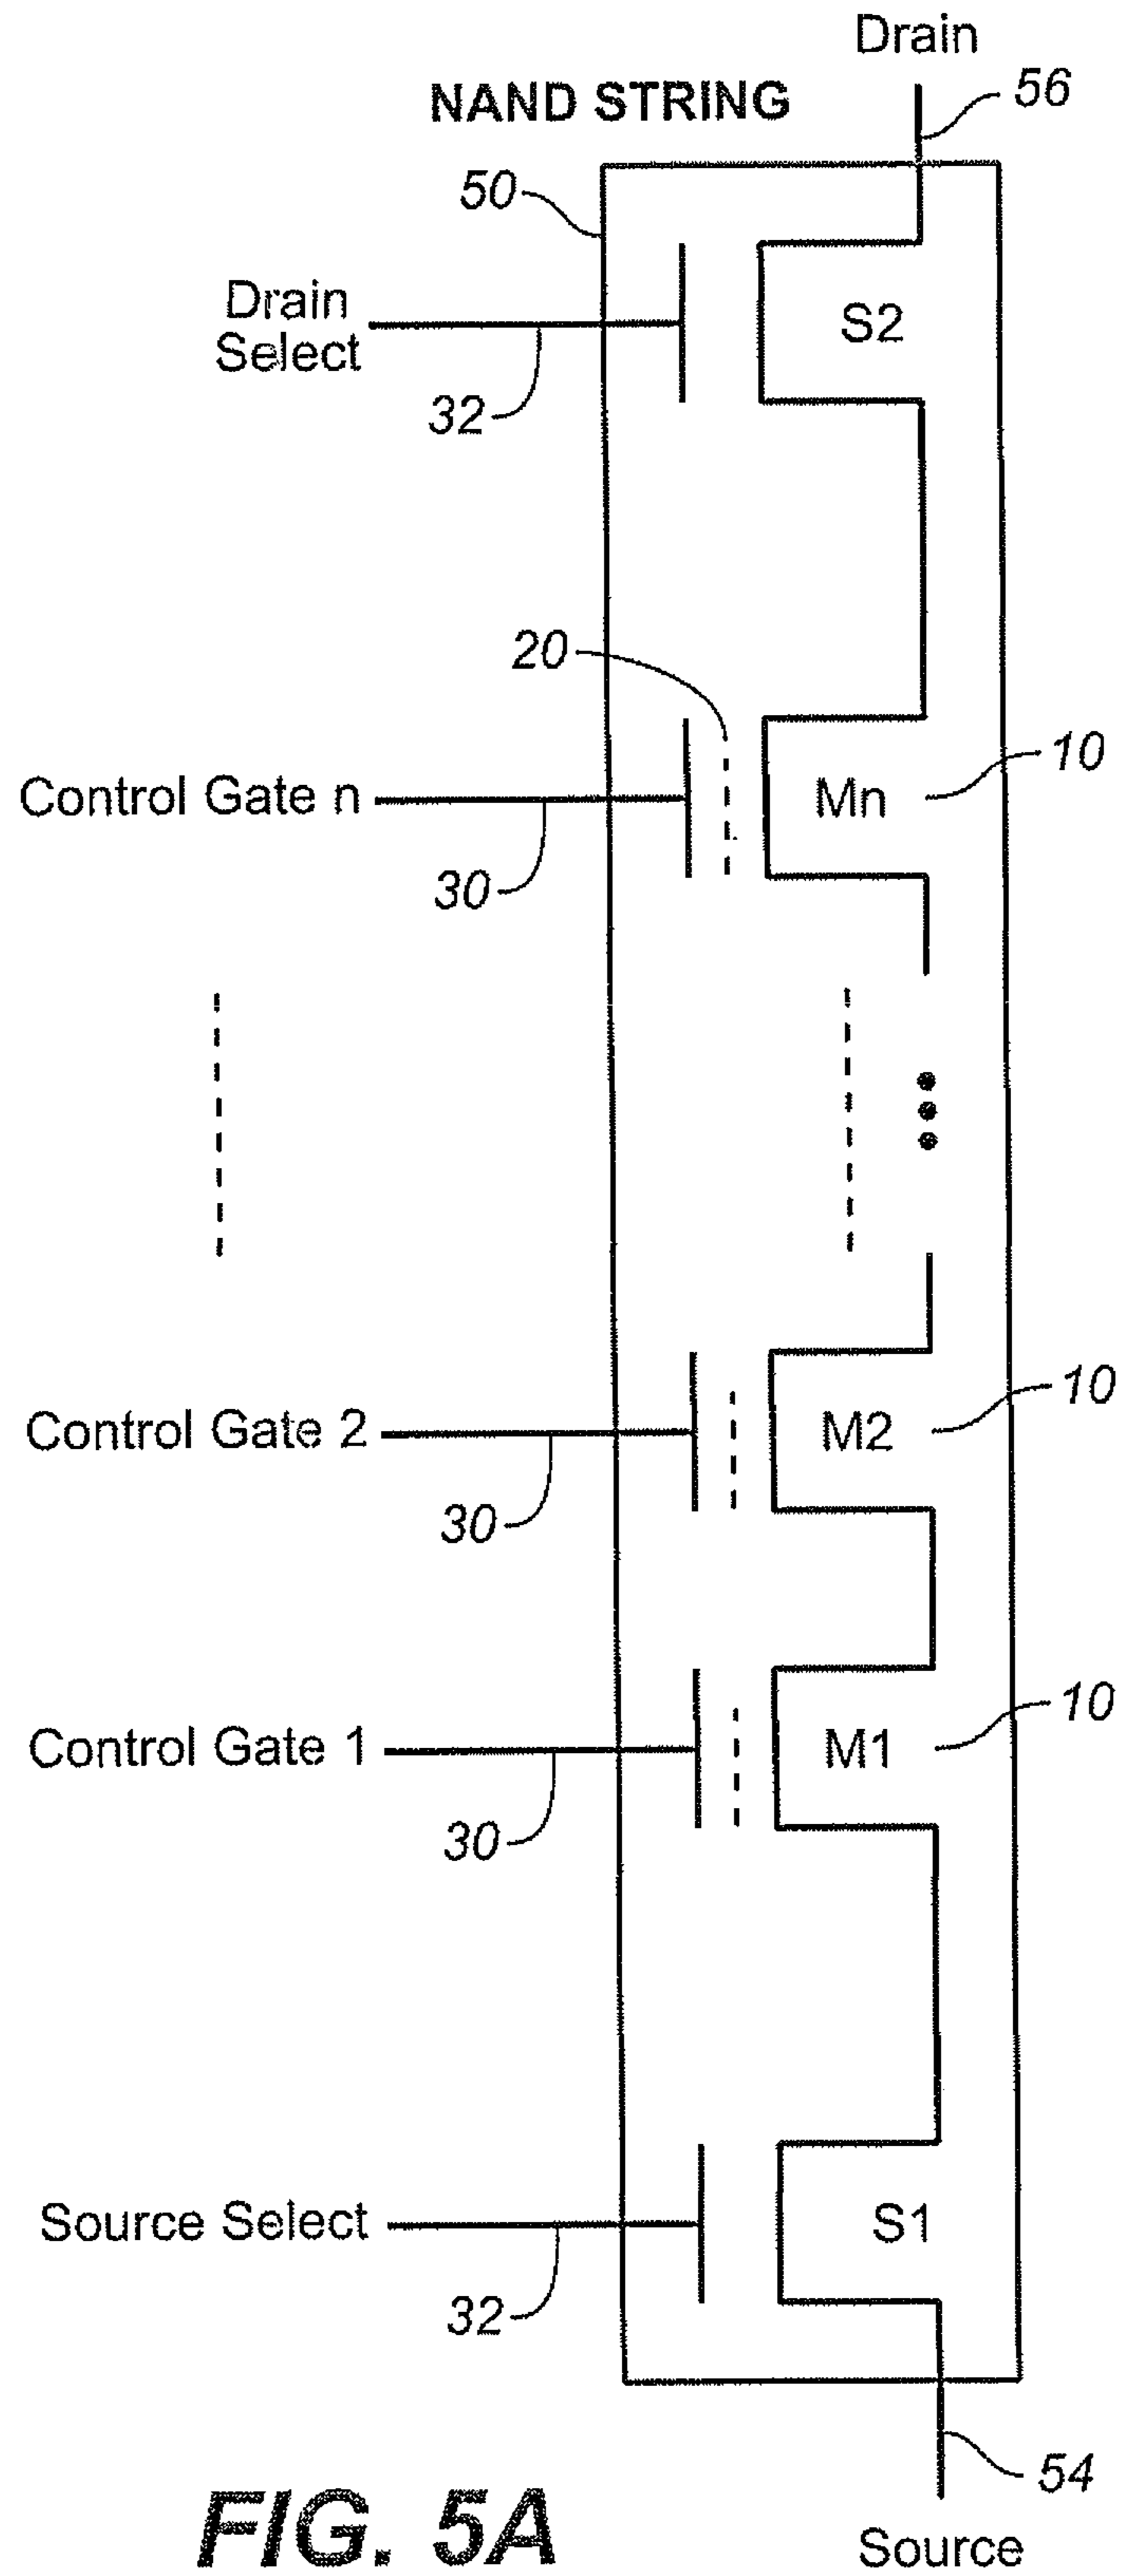 Drain
56
NAND STRING
50
Drain
Select
S2
32
20
Control Gate n
Mn
10
30
Control Gate 2
M2
10
30
Control Gate 1
M1
10
30
Source Select
S1
32
54
Source
FIG. 5A